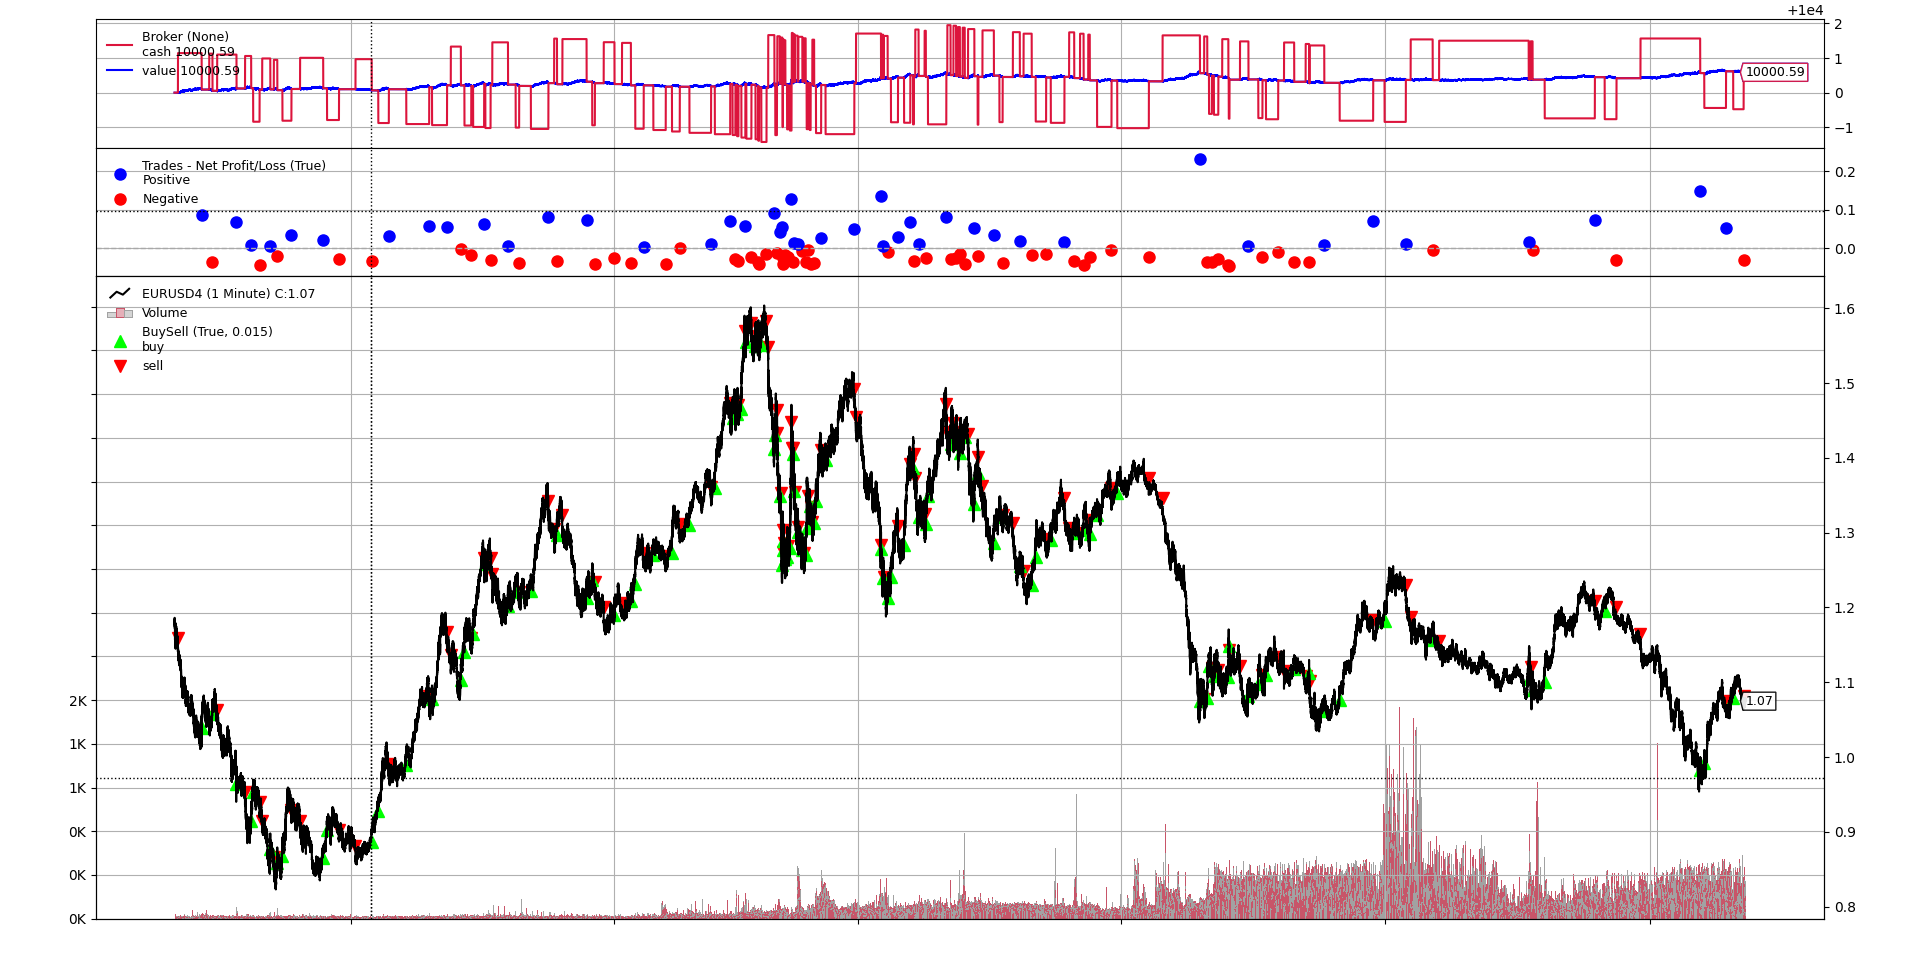 +1e4
Broker (None)
cash 10000.59
value 10000.59
2
1
0
−1
10000.59
Trades - Net Profit/Loss (True)
Positive
Negative
0.2
0.1
0.0
EURUSD4 (1 Minute) C:1.07
Volume
BuySell (True, 0.015)
buy
sell
1.6
1.5
1.4
1.3
1.2
1.1
1.07
1.0
0.9
0.8
2K
1K
1K
0K
0K
0K